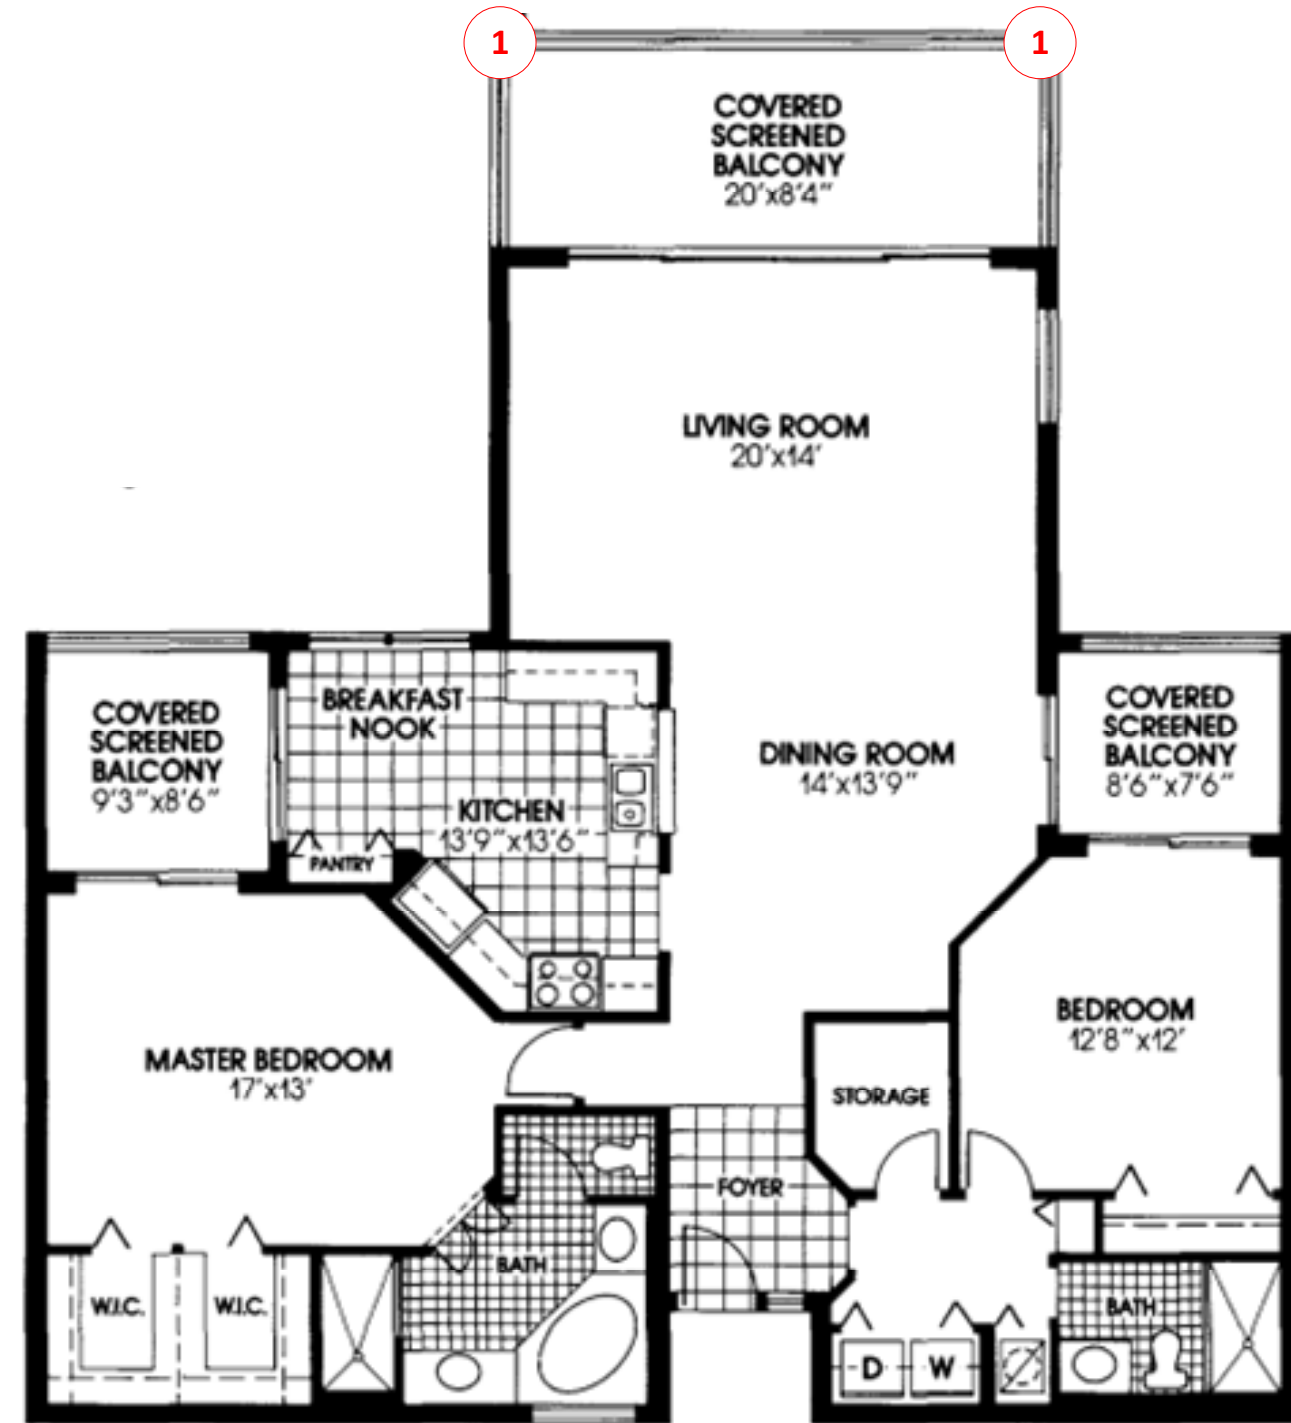 1
1
COVERED
SCREENED
BALCONY
20'x8'4"
LIVING ROOM
20'x14'
COVERED
SCREENED
BALCONY
9'3"x8'6"
BREAKFAST
NOOK
KITCHEN
13'9"x13'6"
PANTRY
DINING ROOM
14'x13'9"
COVERED
SCREENED
BALCONY
8'6"x7'6"
MASTER BEDROOM
17'x13'
BEDROOM
12'8"x12'
STORAGE
FOYER
BATH
W.I.C.
W.I.C.
BATH
D
W